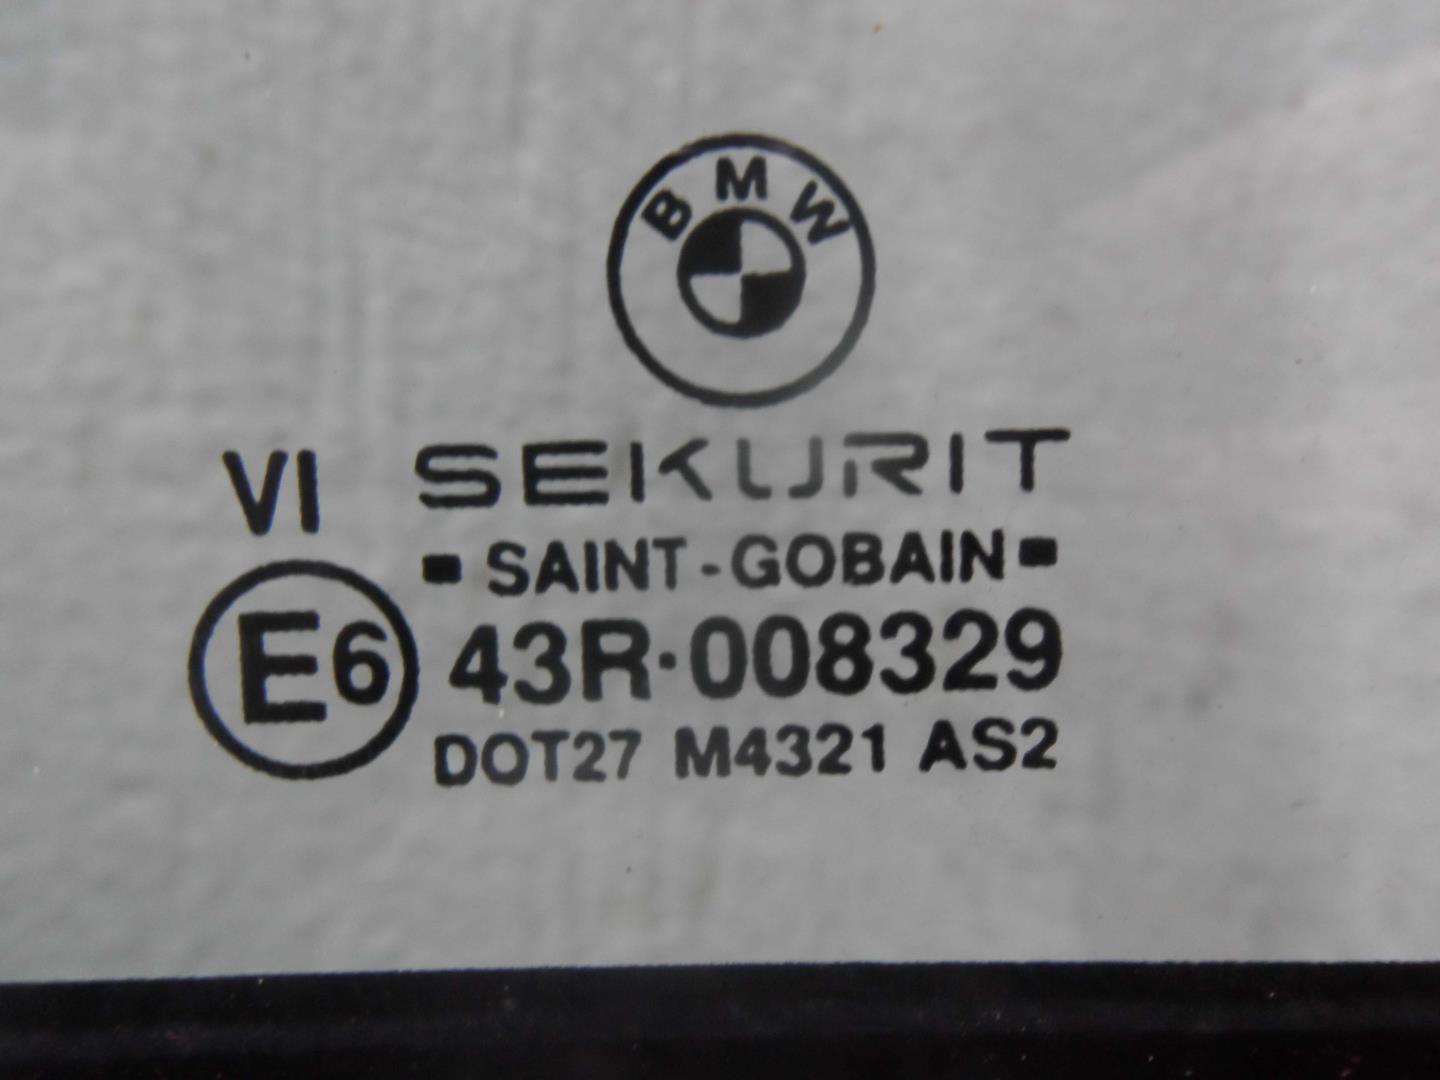 BMW
VI SEKURIT
SAINT-GOBAIN
E6 43R·008329
DOT27 M4321 AS2